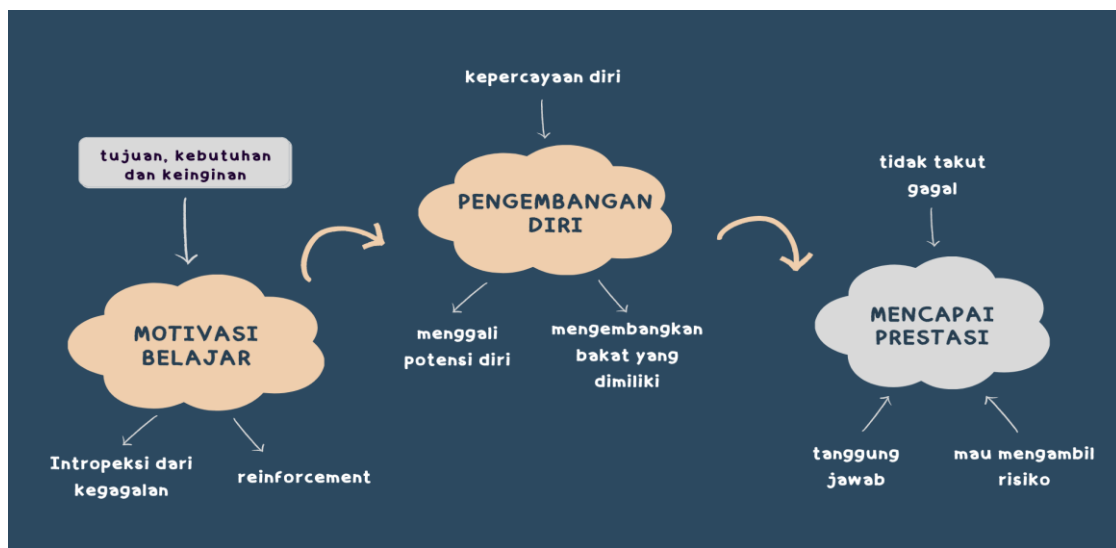 kepercayaan diri
tujuan, kebutuhan
dan keinginan
PENGEMBANGAN
DIRI
tidak takut
gagal
MOTIVASI
BELAJAR
menggali
potensi diri
mengembangkan
bakat yang
dimiliki
MENCAPAI
PRESTASI
Intropeksi dari
kegagalan
reinforcement
tanggung
jawab
mau mengambil
risiko